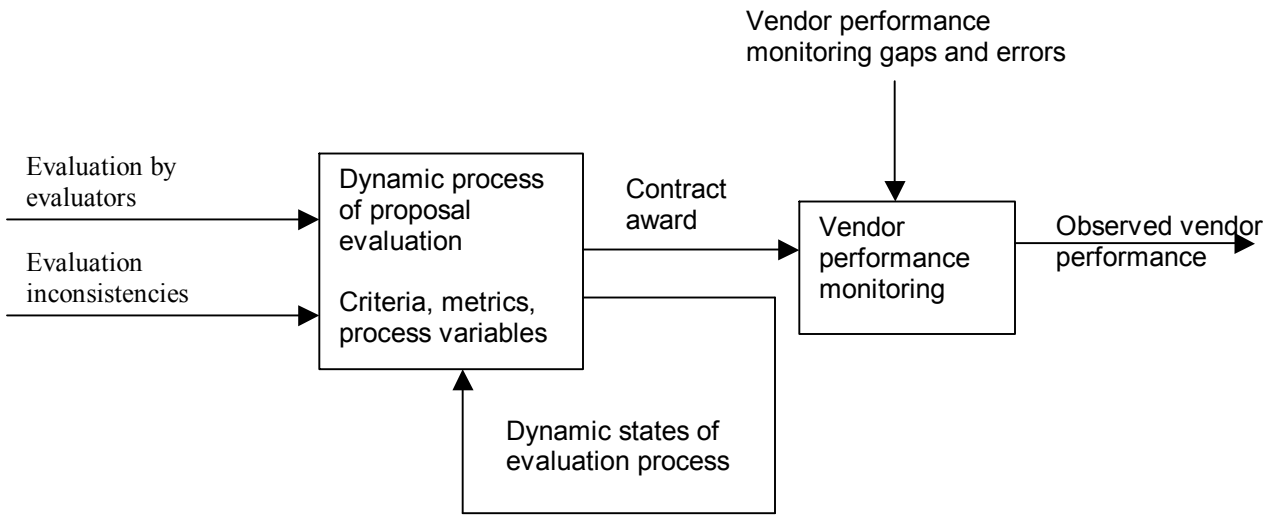 Vendor performance
monitoring gaps and errors
Evaluation by
evaluators
Evaluation
inconsistencies
Dynamic process
of proposal
evaluation
Criteria, metrics,
process variables
Contract
award
Vendor
performance
monitoring
Observed vendor
performance
Dynamic states of
evaluation process